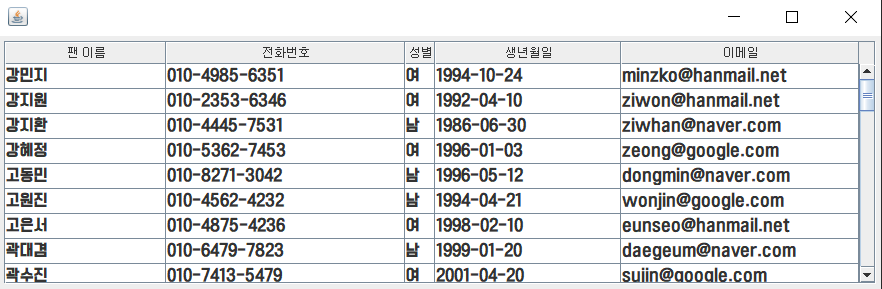 팬 이름 전화번호 성별 생년월일 이메일
강민지 010-4985-6351 여 1994-10-24 minzko@hanmail.net
강지원 010-2353-6346 여 1992-04-10 ziwon@hanmail.net
강지환 010-4445-7531 남 1986-06-30 ziwhan@naver.com
강혜정 010-5362-7453 여 1996-01-03 zeong@google.com
고동민 010-8271-3042 남 1996-05-12 dongmin@naver.com
고원진 010-4562-4232 남 1994-04-21 wonjin@google.com
고은서 010-4875-4236 여 1998-02-10 eunseo@hanmail.net
곽대겸 010-6479-7823 남 1999-01-20 daegeum@naver.com
곽수진 010-7413-5479 여 2001-04-20 sujin@google.com